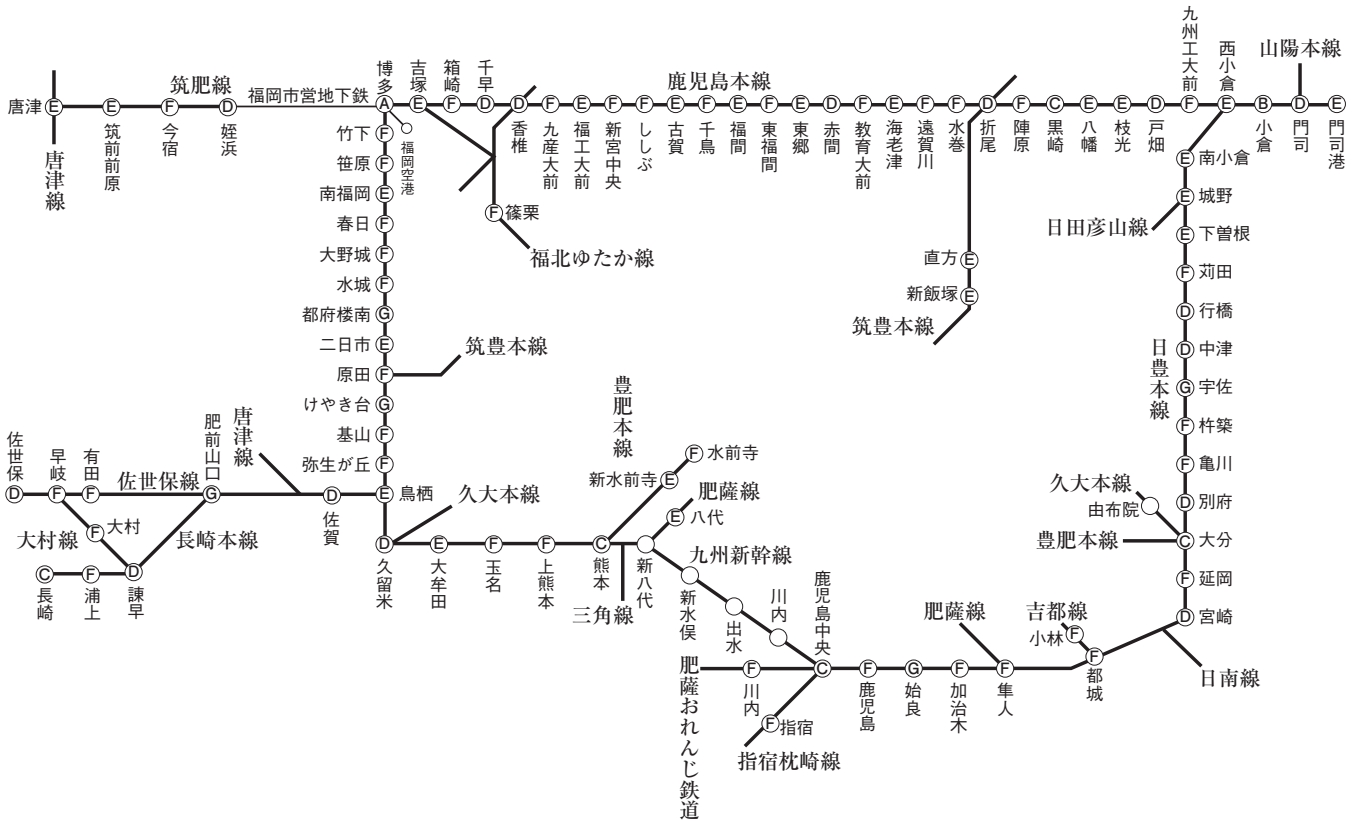 唐津
E
唐津線
E
筑前前原
筑肥線
F
今宿
D
姪浜
福岡市営地下鉄
博多
A
福岡空港
吉塚
E
箱崎
F
千早
D
鹿児島本線
D
香椎
F
九産大前
E
福工大前
F
新宮中央
F
ししぶ
E
古賀
F
千鳥
E
福間
F
東福間
E
東郷
D
赤間
F
教育大前
E
海老津
F
遠賀川
F
水巻
D
折尾
F
陣原
C
黒崎
E
八幡
E
枝光
D
戸畑
九州工大前
F
西小倉
E
B
小倉
山陽本線
D
門司
E
門司港
F
篠栗
福北ゆたか線
直方
E
新飯塚
E
筑豊本線
竹下
F
笹原
F
南福岡
E
春日
F
大野城
F
水城
F
都府楼南
G
二日市
E
原田
F
筑豊本線
けやき台
G
基山
F
弥生が丘
F
E
鳥栖
佐世保
D
早岐
F
有田
F
佐世保線
肥前山口
G
唐津線
D
佐賀
大村線
F
大村
長崎本線
C
長崎
F
浦上
D
諫早
D
久留米
久大本線
E
大牟田
F
玉名
F
上熊本
C
熊本
豊肥本線
新水前寺
E
F
水前寺
三角線
新八代
E
八代
肥薩線
九州新幹線
新水俣
出水
川内
鹿児島中央
C
肥薩おれんじ鉄道
F
川内
F
指宿
指宿枕崎線
F
鹿児島
G
始良
F
加治木
F
隼人
肥薩線
F
都城
吉都線
小林
F
日南線
E
南小倉
E
城野
日田彦山線
E
下曽根
F
苅田
D
行橋
日豊本線
D
中津
G
宇佐
F
杵築
F
亀川
D
別府
久大本線
由布院
豊肥本線
C
大分
F
延岡
D
宮崎